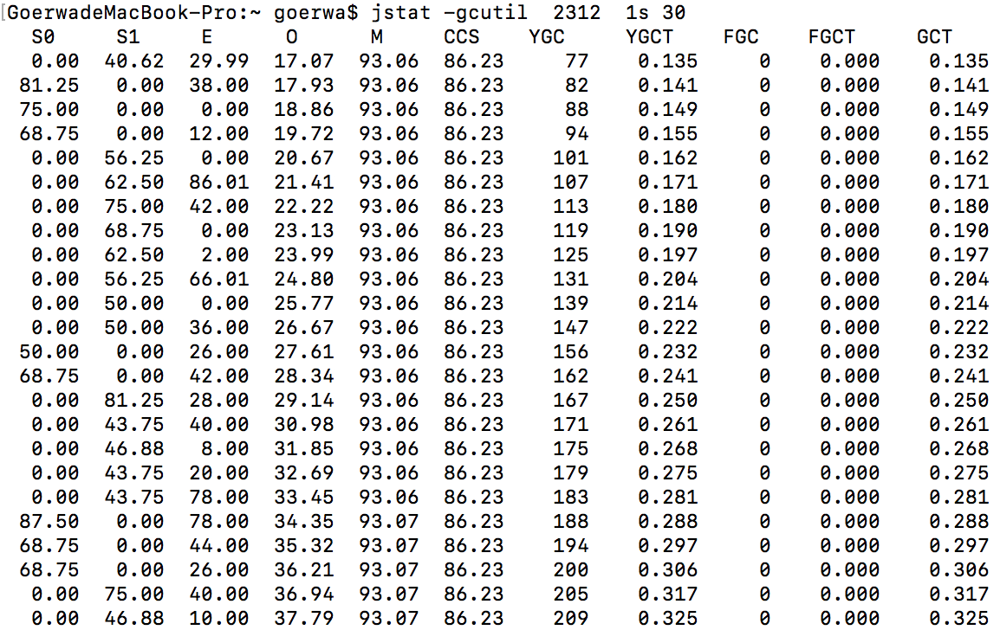 [GoerwadeMacBook-Pro:~ goerwa$ jstat -gcutil  2312  1s 30
  S0     S1     E      O      M     CCS    YGC     YGCT    FGC    FGCT     GCT
  0.00  40.62  29.99  17.07  93.06  86.23     77    0.135     0    0.000    0.135
 81.25   0.00  38.00  17.93  93.06  86.23     82    0.141     0    0.000    0.141
 75.00   0.00   0.00  18.86  93.06  86.23     88    0.149     0    0.000    0.149
 68.75   0.00  12.00  19.72  93.06  86.23     94    0.155     0    0.000    0.155
  0.00  56.25   0.00  20.67  93.06  86.23    101    0.162     0    0.000    0.162
  0.00  62.50  86.01  21.41  93.06  86.23    107    0.171     0    0.000    0.171
  0.00  75.00  42.00  22.22  93.06  86.23    113    0.180     0    0.000    0.180
  0.00  68.75   0.00  23.13  93.06  86.23    119    0.190     0    0.000    0.190
  0.00  62.50   2.00  23.99  93.06  86.23    125    0.197     0    0.000    0.197
  0.00  56.25  66.01  24.80  93.06  86.23    131    0.204     0    0.000    0.204
  0.00  50.00   0.00  25.77  93.06  86.23    139    0.214     0    0.000    0.214
  0.00  50.00  36.00  26.67  93.06  86.23    147    0.222     0    0.000    0.222
 50.00   0.00  26.00  27.61  93.06  86.23    156    0.232     0    0.000    0.232
 68.75   0.00  42.00  28.34  93.06  86.23    162    0.241     0    0.000    0.241
  0.00  81.25  28.00  29.14  93.06  86.23    167    0.250     0    0.000    0.250
  0.00  43.75  40.00  30.98  93.06  86.23    171    0.261     0    0.000    0.261
  0.00  46.88   8.00  31.85  93.06  86.23    175    0.268     0    0.000    0.268
  0.00  43.75  20.00  32.69  93.06  86.23    179    0.275     0    0.000    0.275
  0.00  43.75  78.00  33.45  93.06  86.23    183    0.281     0    0.000    0.281
 87.50   0.00  78.00  34.35  93.07  86.23    188    0.288     0    0.000    0.288
 68.75   0.00  44.00  35.32  93.07  86.23    194    0.297     0    0.000    0.297
 68.75   0.00  26.00  36.21  93.07  86.23    200    0.306     0    0.000    0.306
  0.00  75.00  40.00  36.94  93.07  86.23    205    0.317     0    0.000    0.317
  0.00  46.88  10.00  37.79  93.07  86.23    209    0.325     0    0.000    0.325